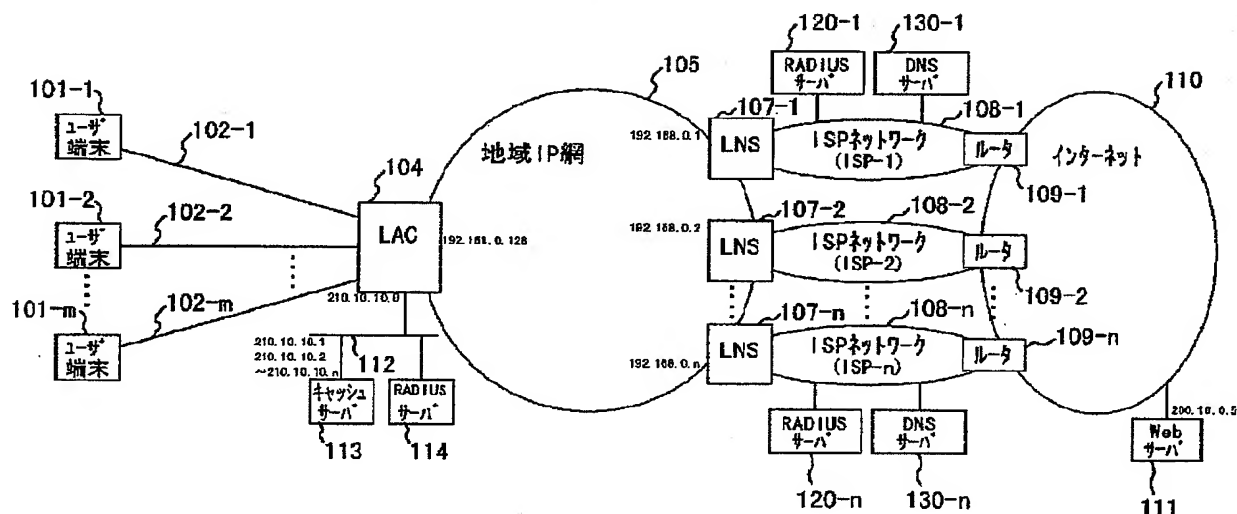 120-1
130-1
RADIUS
サーバ
DNS
サーバ
105
107-1
108-1
110
101-1
ユーザ
端末
102-1
192.168.0.1
LNS
ISPネットワーク
(ISP-1)
ルータ
インターネット
地域IP網
104
109-1
101-2
102-2
107-2
108-2
ユーザ
端末
LAC
192.168.0.128
192.168.0.2
LNS
ISPネットワーク
(ISP-2)
ルータ
109-2
101-m
102-m
210.10.10.0
107-n
108-n
ユーザ
端末
210.10.10.1
210.10.10.2
~210.10.10.n
112
192.168.0.n
LNS
ISPネットワーク
(ISP-n)
ルータ
109-n
キャッシュ
サーバ
RADIUS
サーバ
113
114
RADIUS
サーバ
DNS
サーバ
200.10.0.5
Web
サーバ
120-n
130-n
111